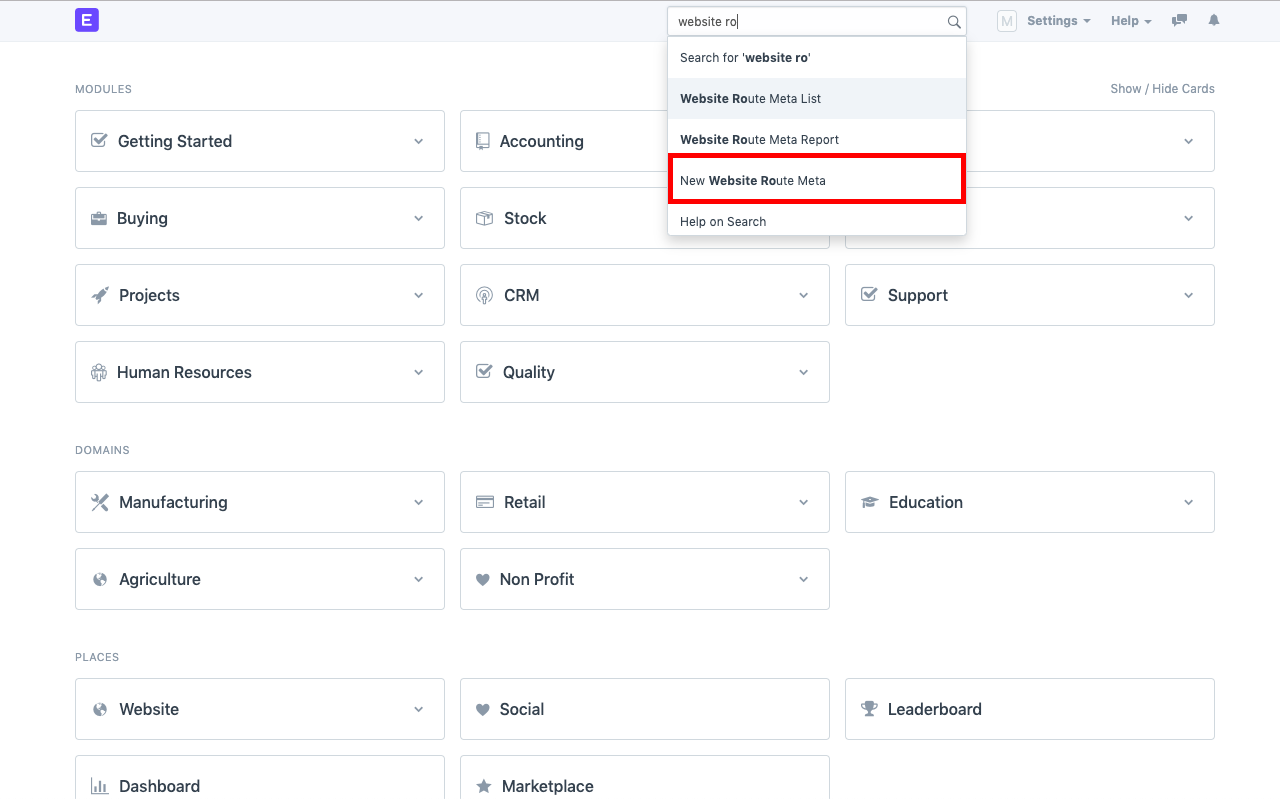 E
website ro
M
Settings
Help
Search for 'website ro'
Website Route Meta List
Website Route Meta Report
New Website Route Meta
Help on Search
MODULES
Show / Hide Cards
Getting Started
Accounting
Buying
Stock
Projects
CRM
Support
Human Resources
Quality
DOMAINS
Manufacturing
Retail
Education
Agriculture
Non Profit
PLACES
Website
Social
Leaderboard
Dashboard
Marketplace